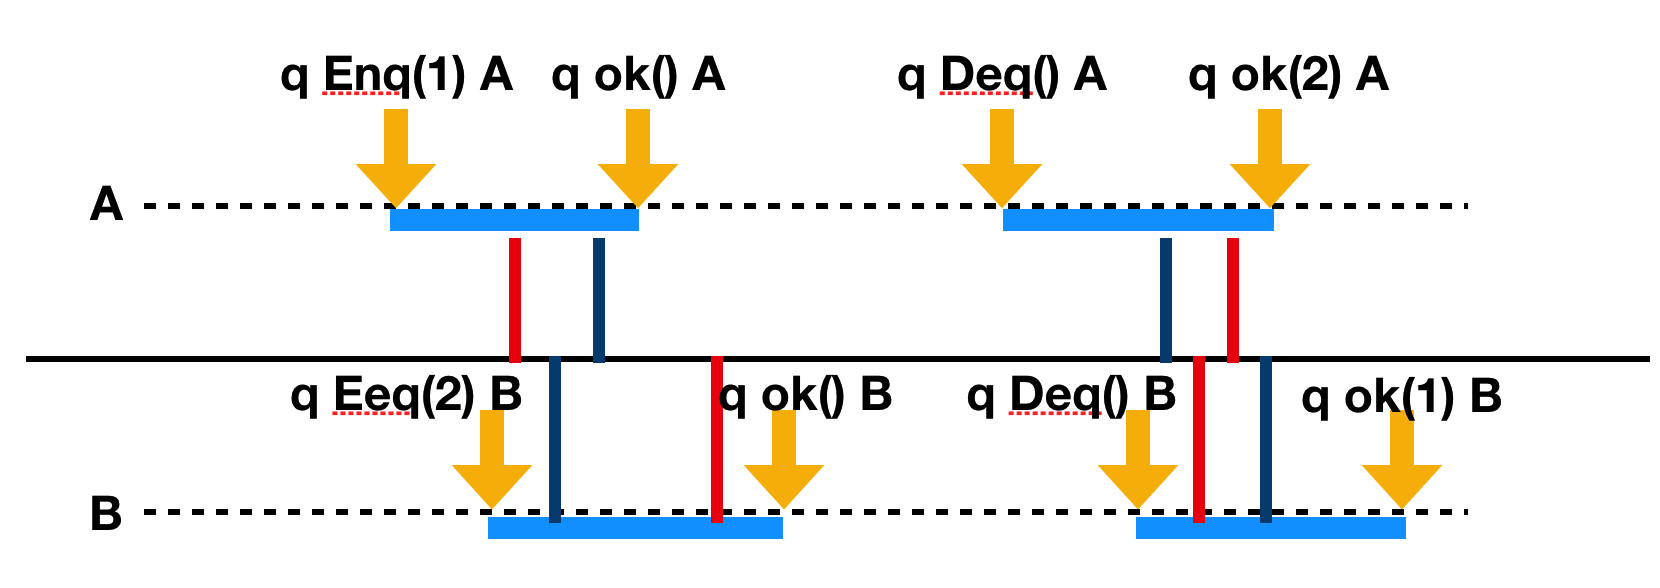 q Enq(1) A q ok() A q Deq() A q ok(2) A
A
q Eeq(2) B q ok() B q Deq() B q ok(1) B
B